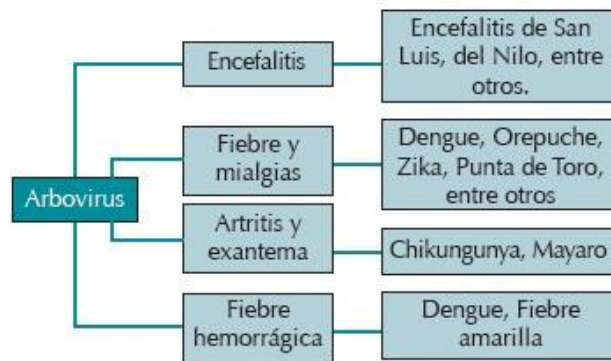 Arbovirus
Encefalitis
Encefalitis de San
Luis, del Nilo, entre
otros.
Fiebre y
mialgias
Dengue, Orepuche,
Zika, Punta de Toro,
entre otros
Artritis y
exantema
Chikungunya, Mayaro
Fiebre
hemorrágica
Dengue, Fiebre
amarilla